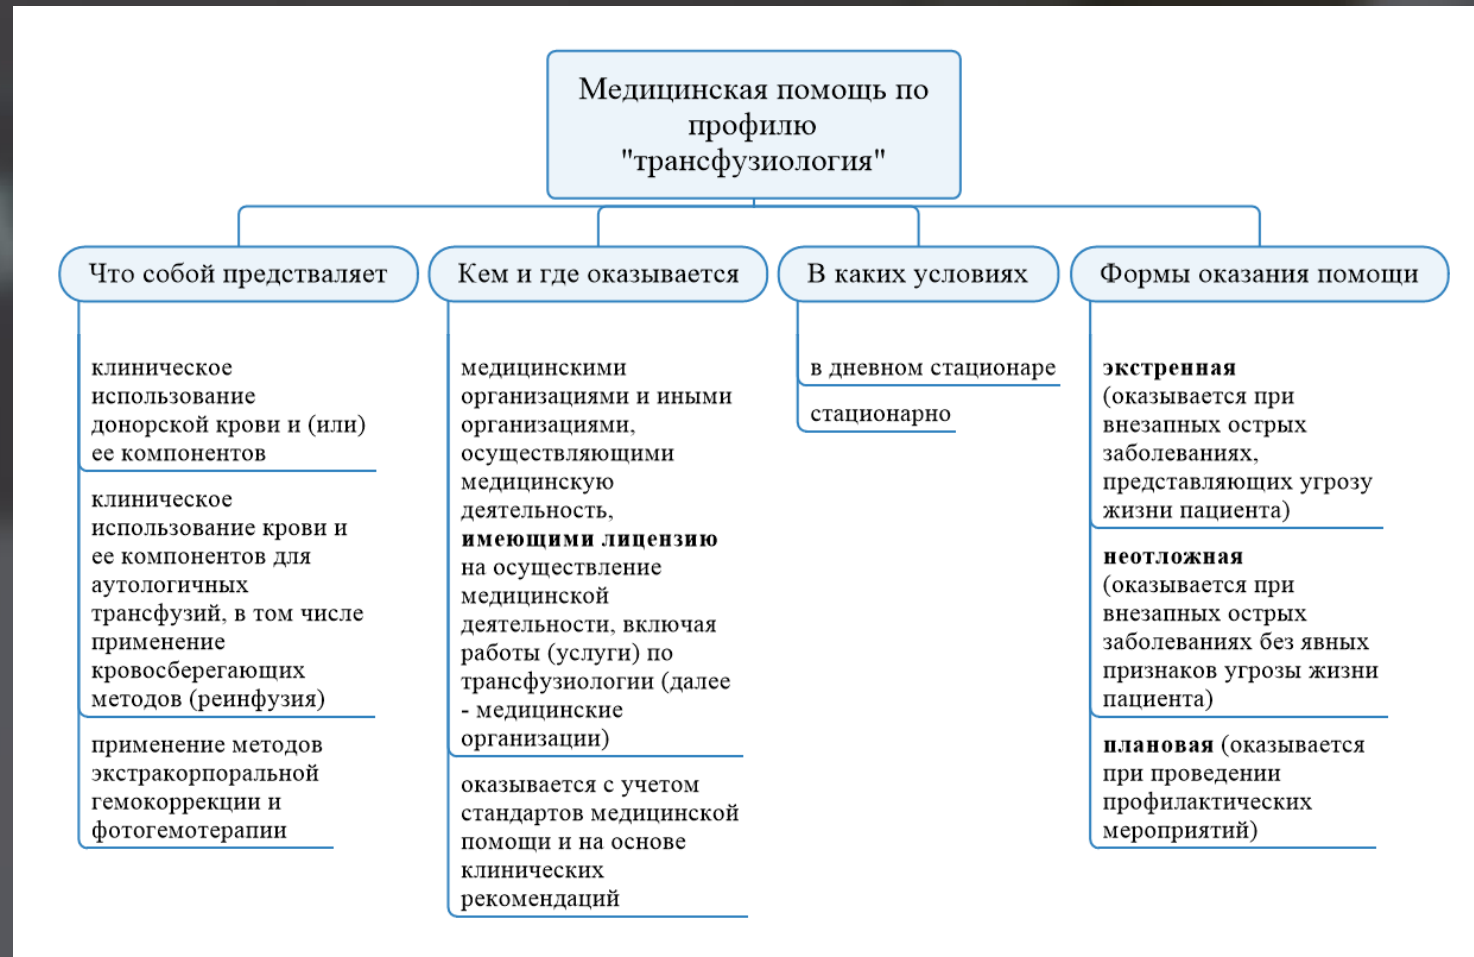 Медицинская помощь по
профилю
"трансфузиология"
Что собой предстваляет
клиническое
использование
донорской крови и (или)
ее компонентов
клиническое
использование крови и
ее компонентов для
аутологичных
трансфузий, в том числе
применение
кровосберегающих
методов (реинфузия)
применение методов
экстракорпоральной
гемокоррекции и
фотогемотерапии
Кем и где оказывается
медицинскими
организациями и иными
организациями,
осуществляющими
медицинскую
деятельность,
имеющими лицензию
на осуществление
медицинской
деятельности, включая
работы (услуги) по
трансфузиологии (далее
- медицинские
организации)
оказывается с учетом
стандартов медицинской
помощи и на основе
клинических
рекомендаций
В каких условиях
в дневном стационаре
стационарно
Формы оказания помощи
экстренная
(оказывается при
внезапных острых
заболеваниях,
представляющих угрозу
жизни пациента)
неотложная
(оказывается при
внезапных острых
заболеваниях без явных
признаков угрозы жизни
пациента)
плановая (оказывается
при проведении
профилактических
мероприятий)